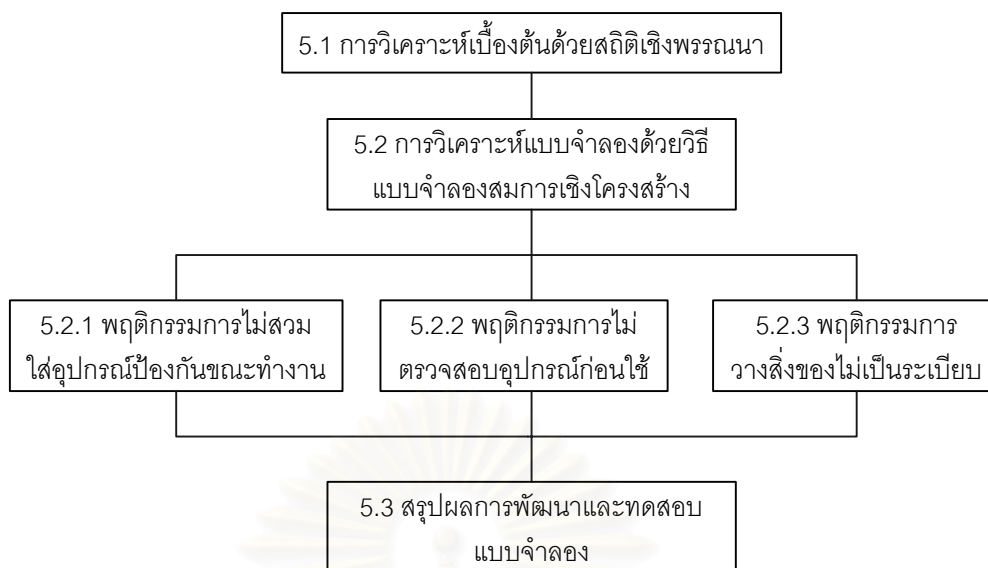 5.1 การวิเคราะห์เบื้องต้นด้วยสถิติเชิงพรรณนา
5.2 การวิเคราะห์แบบจำลองด้วยวิธี
แบบจำลองสมการเชิงโครงสร้าง
5.2.1 พฤติกรรมการไม่สวม
ใส่อุปกรณ์ป้องกันขณะทำงาน
5.2.2 พฤติกรรมการไม่
ตรวจสอบอุปกรณ์ก่อนใช้
5.2.3 พฤติกรรมการ
วางสิ่งของไม่เป็นระเบียบ
5.3 สรุปผลการพัฒนาและทดสอบ
แบบจำลอง